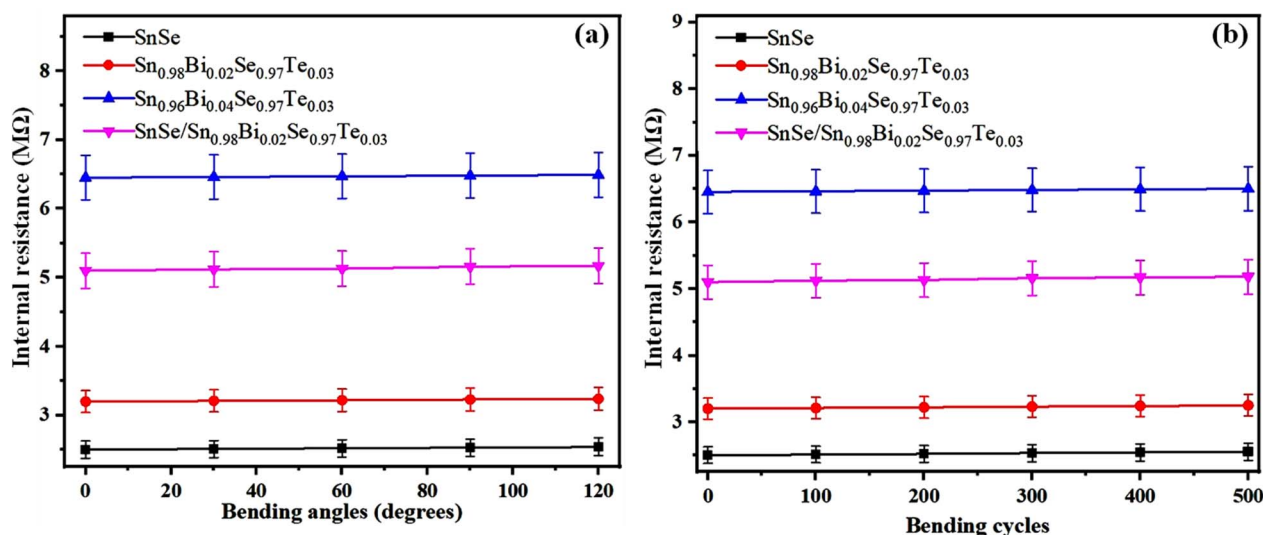 (a)
SnSe
Sn0.98Bi0.02Se0.97Te0.03
Sn0.96Bi0.04Se0.97Te0.03
SnSe/Sn0.98Bi0.02Se0.97Te0.03
Internal resistance (MΩ)
8
7
6
5
4
3
0 20 40 60 80 100 120
Bending angles (degrees)
(b)
SnSe
Sn0.98Bi0.02Se0.97Te0.03
Sn0.96Bi0.04Se0.97Te0.03
SnSe/Sn0.98Bi0.02Se0.97Te0.03
Internal resistance (MΩ)
9
8
7
6
5
4
3
0 100 200 300 400 500
Bending cycles